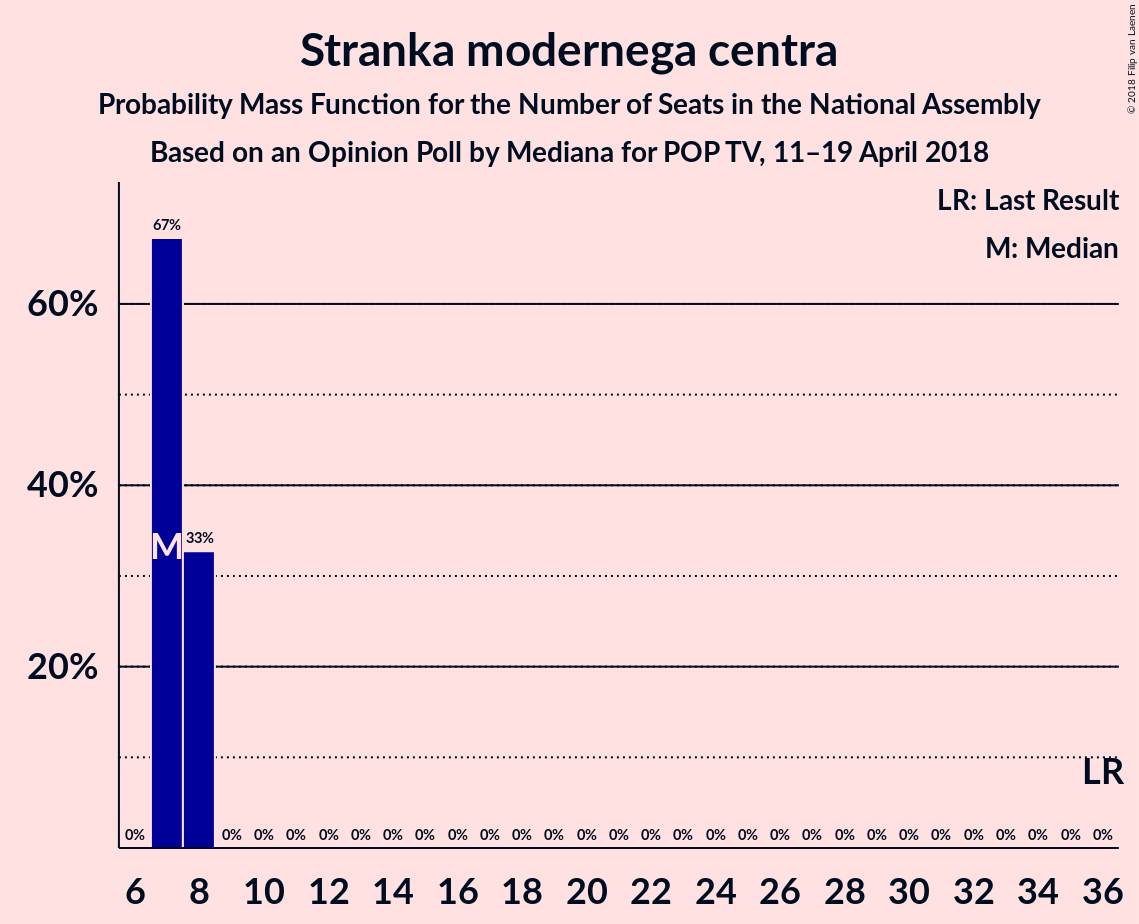 Stranka modernega centra
Probability Mass Function for the Number of Seats in the National Assembly
Based on an Opinion Poll by Mediana for POP TV, 11–19 April 2018
© 2018 Filip van Laenen
LR: Last Result
M: Median
67%
60%
40%
M
33%
20%
LR
0% 0% 0% 0% 0% 0% 0% 0% 0% 0% 0% 0% 0% 0% 0% 0% 0% 0% 0% 0% 0% 0% 0% 0% 0% 0% 0% 0% 0%
6 8 10 12 14 16 18 20 22 24 26 28 30 32 34 36